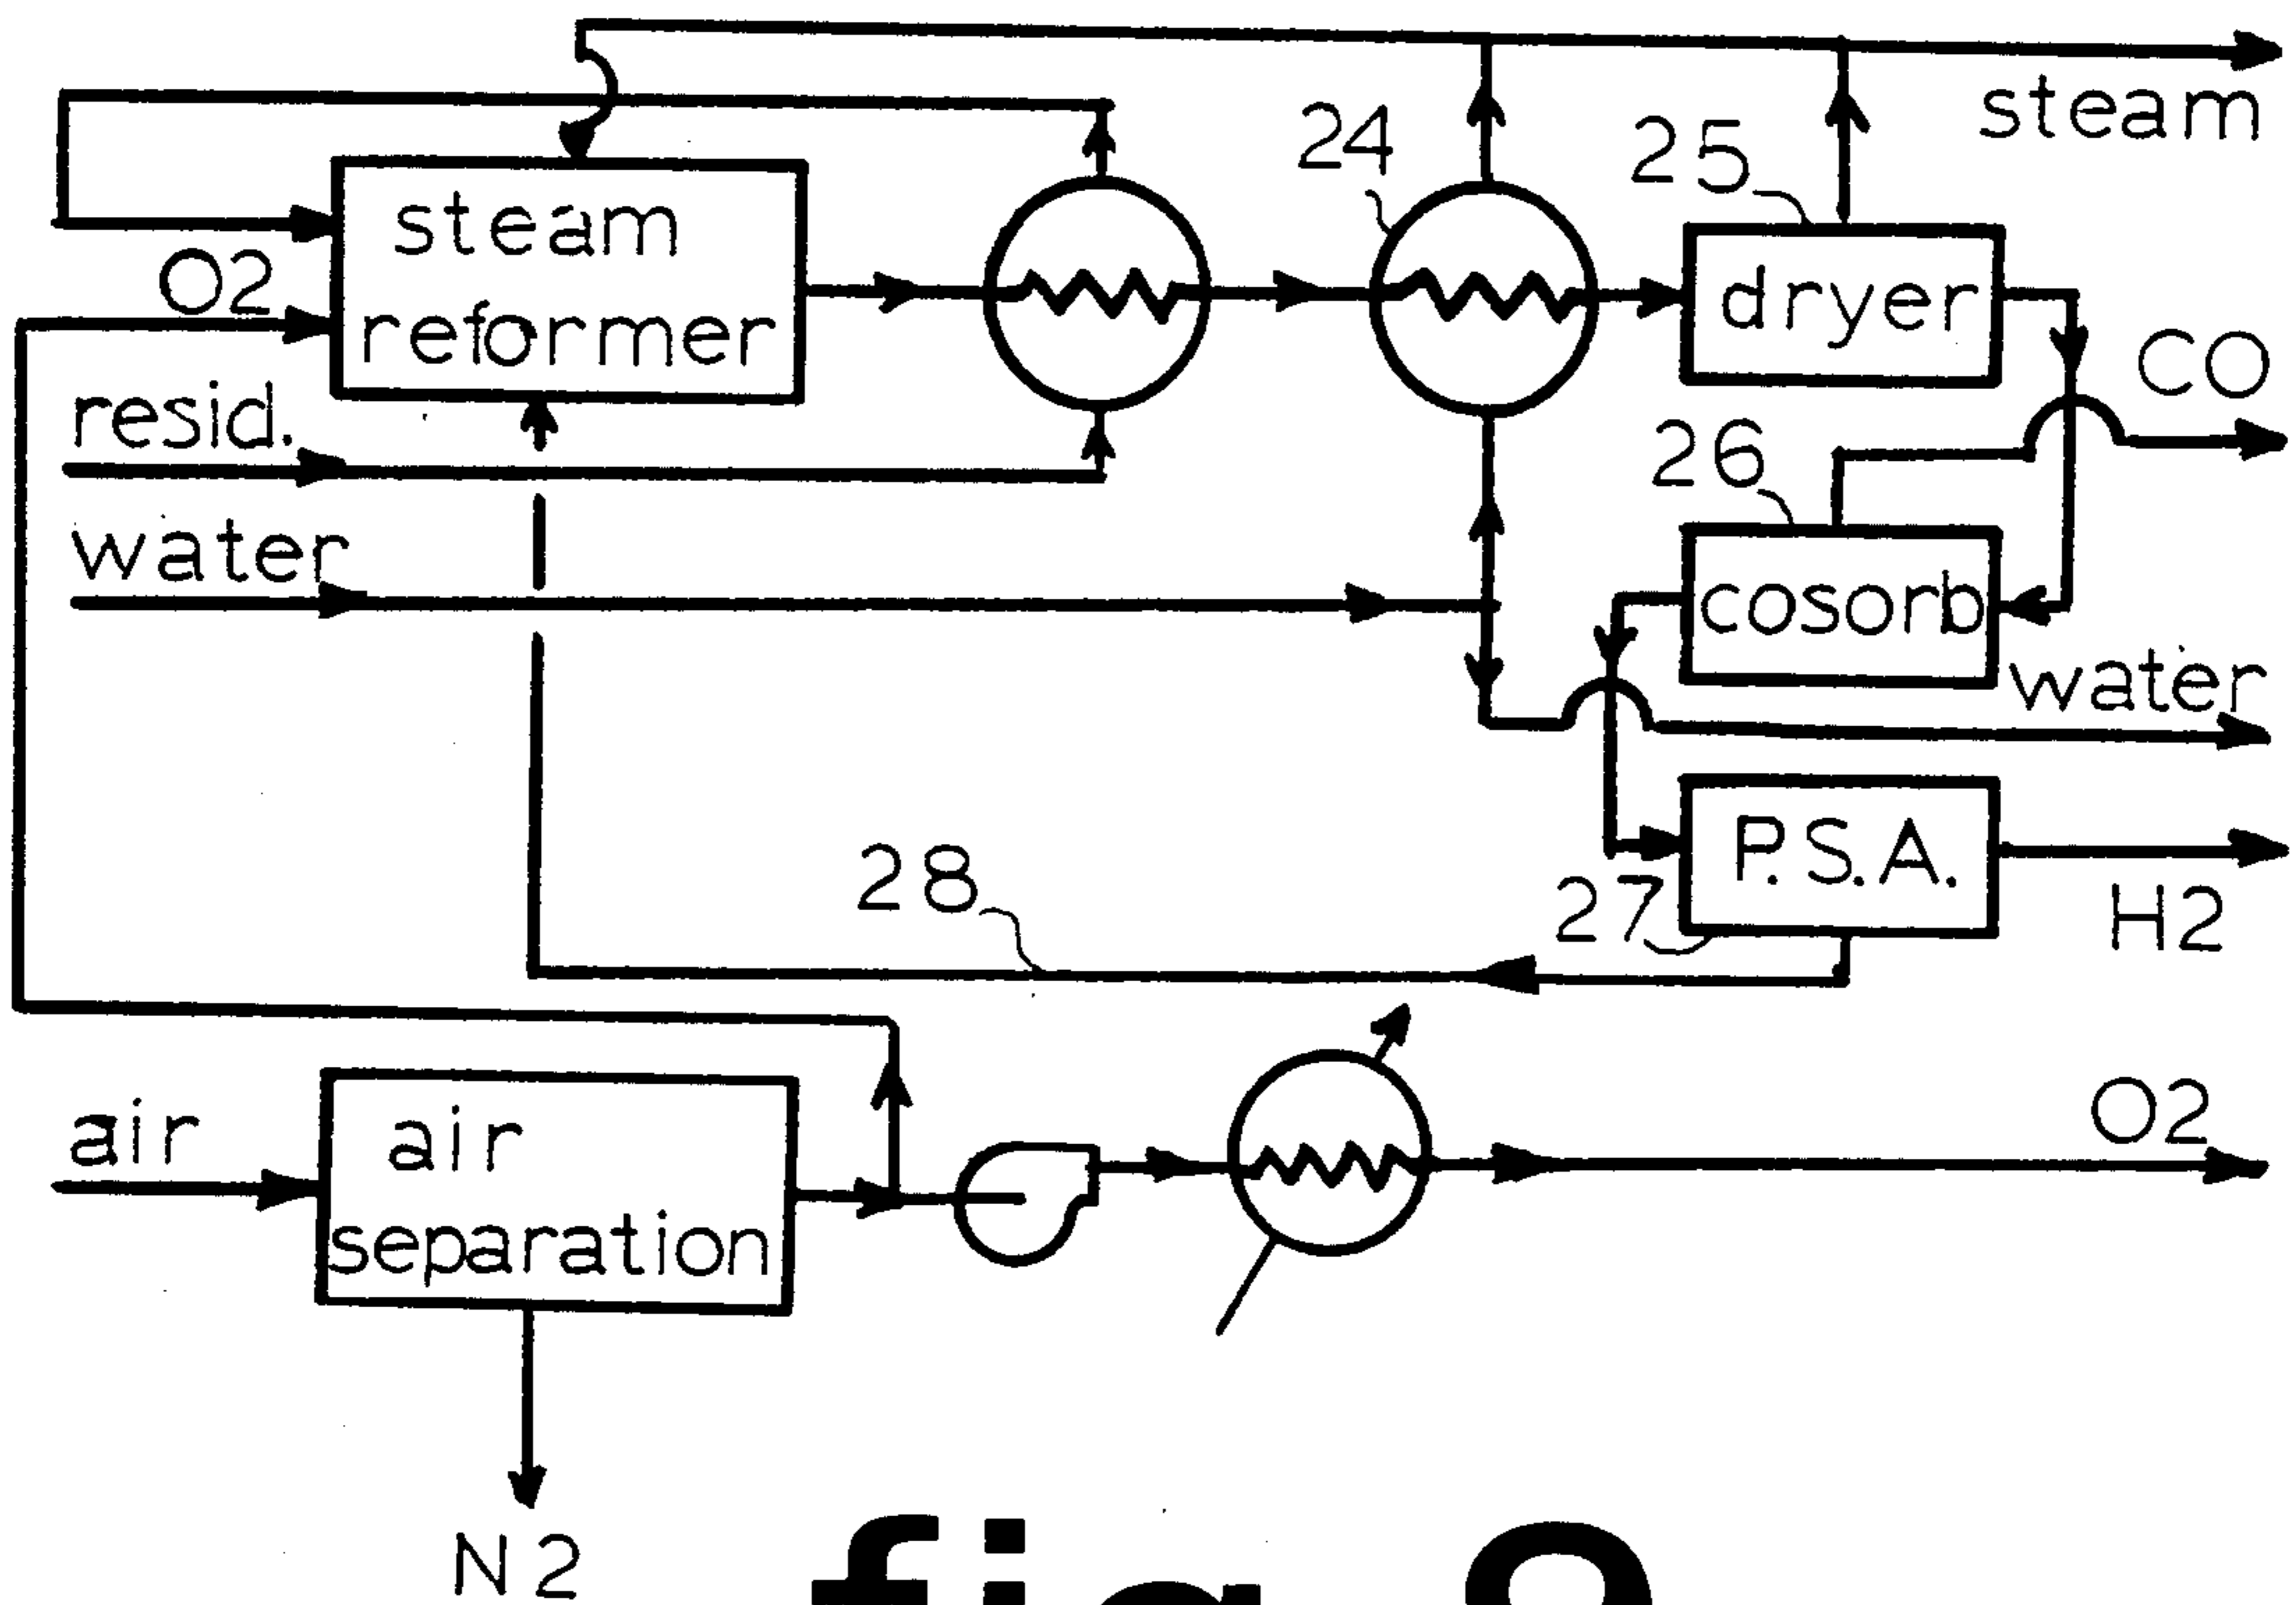 steam
24
25
steam
reformer
O2
dryer
CO
resid.
26
water
cosorb
water
28
P.S.A.
27
H2
air
air
separation
O2
N2